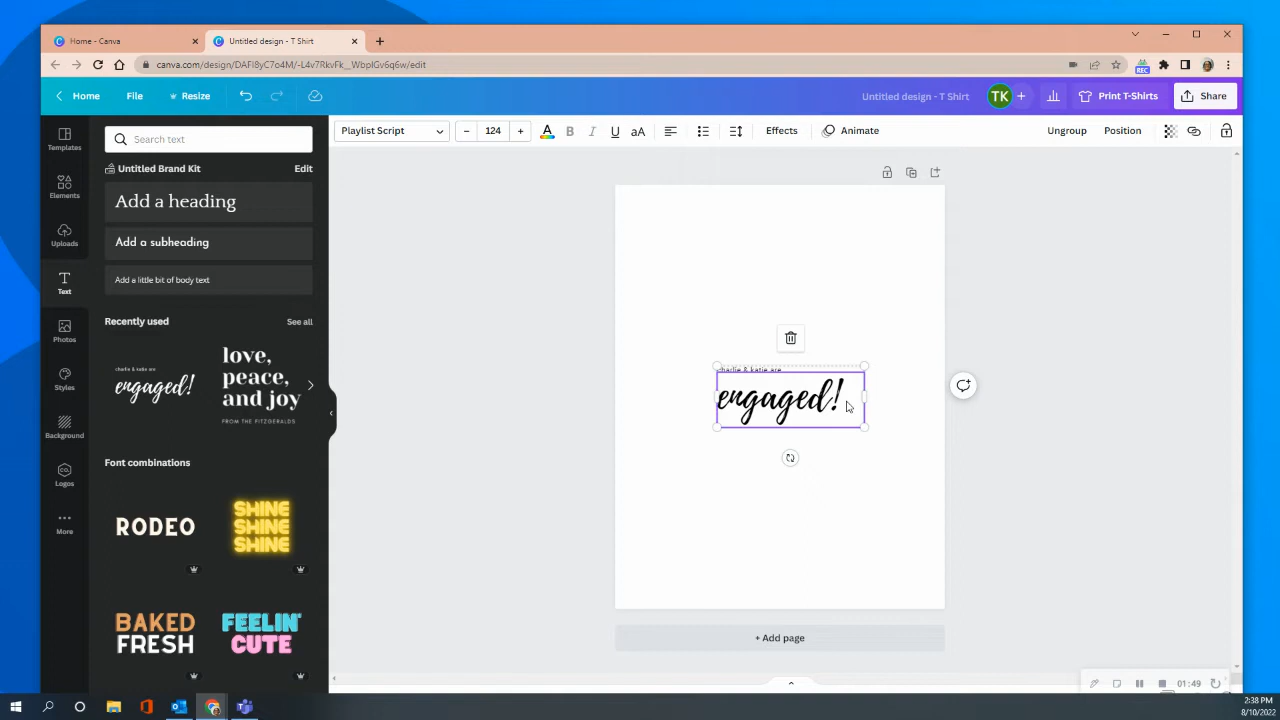 Home - Canva
Untitled design - T Shirt
canva.com/design/DAFI8yC7o4M/-L4v7RkvFk__WbpIGv6q6w/edit
REC
Home
File
Resize
Untitled design - T Shirt
TK
Print T-Shirts
Share
Templates
Elements
Uploads
Text
Photos
Styles
Background
CO.
Logos
More
Search text
Untitled Brand Kit
Edit
Add a heading
Add a subheading
Add a little bit of body text
Recently used
See all
charlie & katie are
engaged!
love,
peace,
and joy
FROM THE FITZGERALDS
Font combinations
RODEO
SHINE
SHINE
SHINE
BAKED
FRESH
FEELIN'
CUTE
Playlist Script
124
A
B
I
U
aA
Effects
Animate
Ungroup
Position
charlie & katie are
engaged!
+ Add page
01:49
2:38 PM
8/10/2022